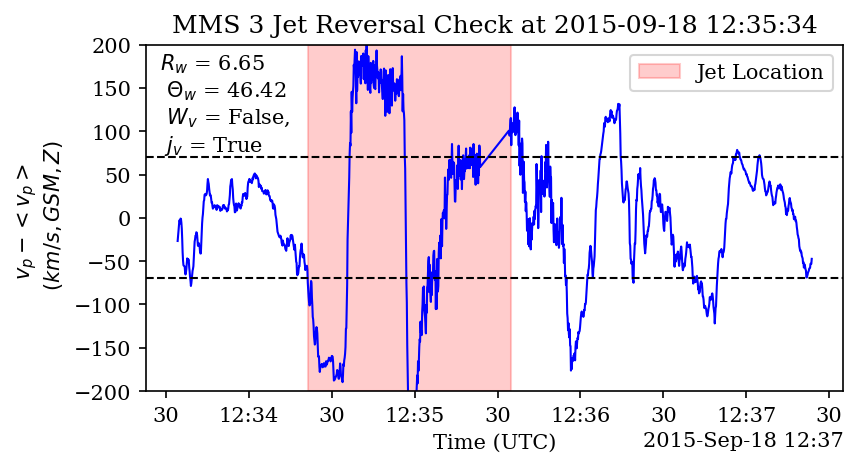 MMS 3 Jet Reversal Check at 2015-09-18 12:35:34
R_w = 6.65
Θ_w = 46.42
W_v = False,
j_v = True
Jet Location
200
150
100
50
0
−50
−100
−150
−200
v_p − < v_p >
(km/s, GSM, Z)
30 12:34 30 12:35 30 12:36 30 12:37 30
Time (UTC)
2015-Sep-18 12:37